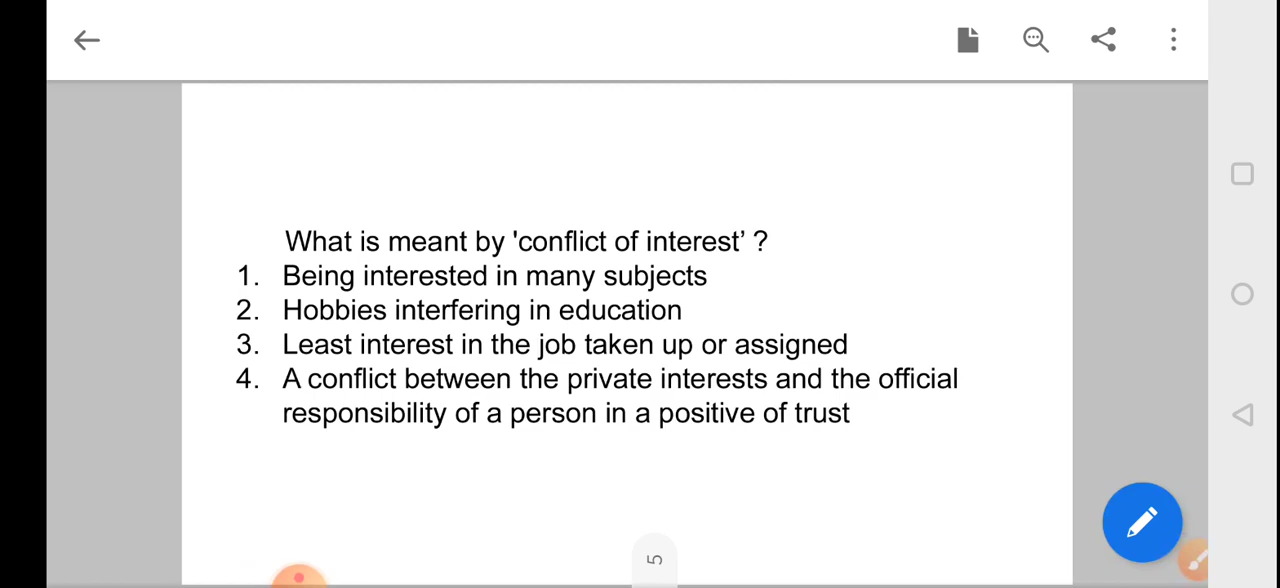 What is meant by 'conflict of interest’ ?
1. Being interested in many subjects
2. Hobbies interfering in education
3. Least interest in the job taken up or assigned
4. A conflict between the private interests and the official
responsibility of a person in a positive of trust
5